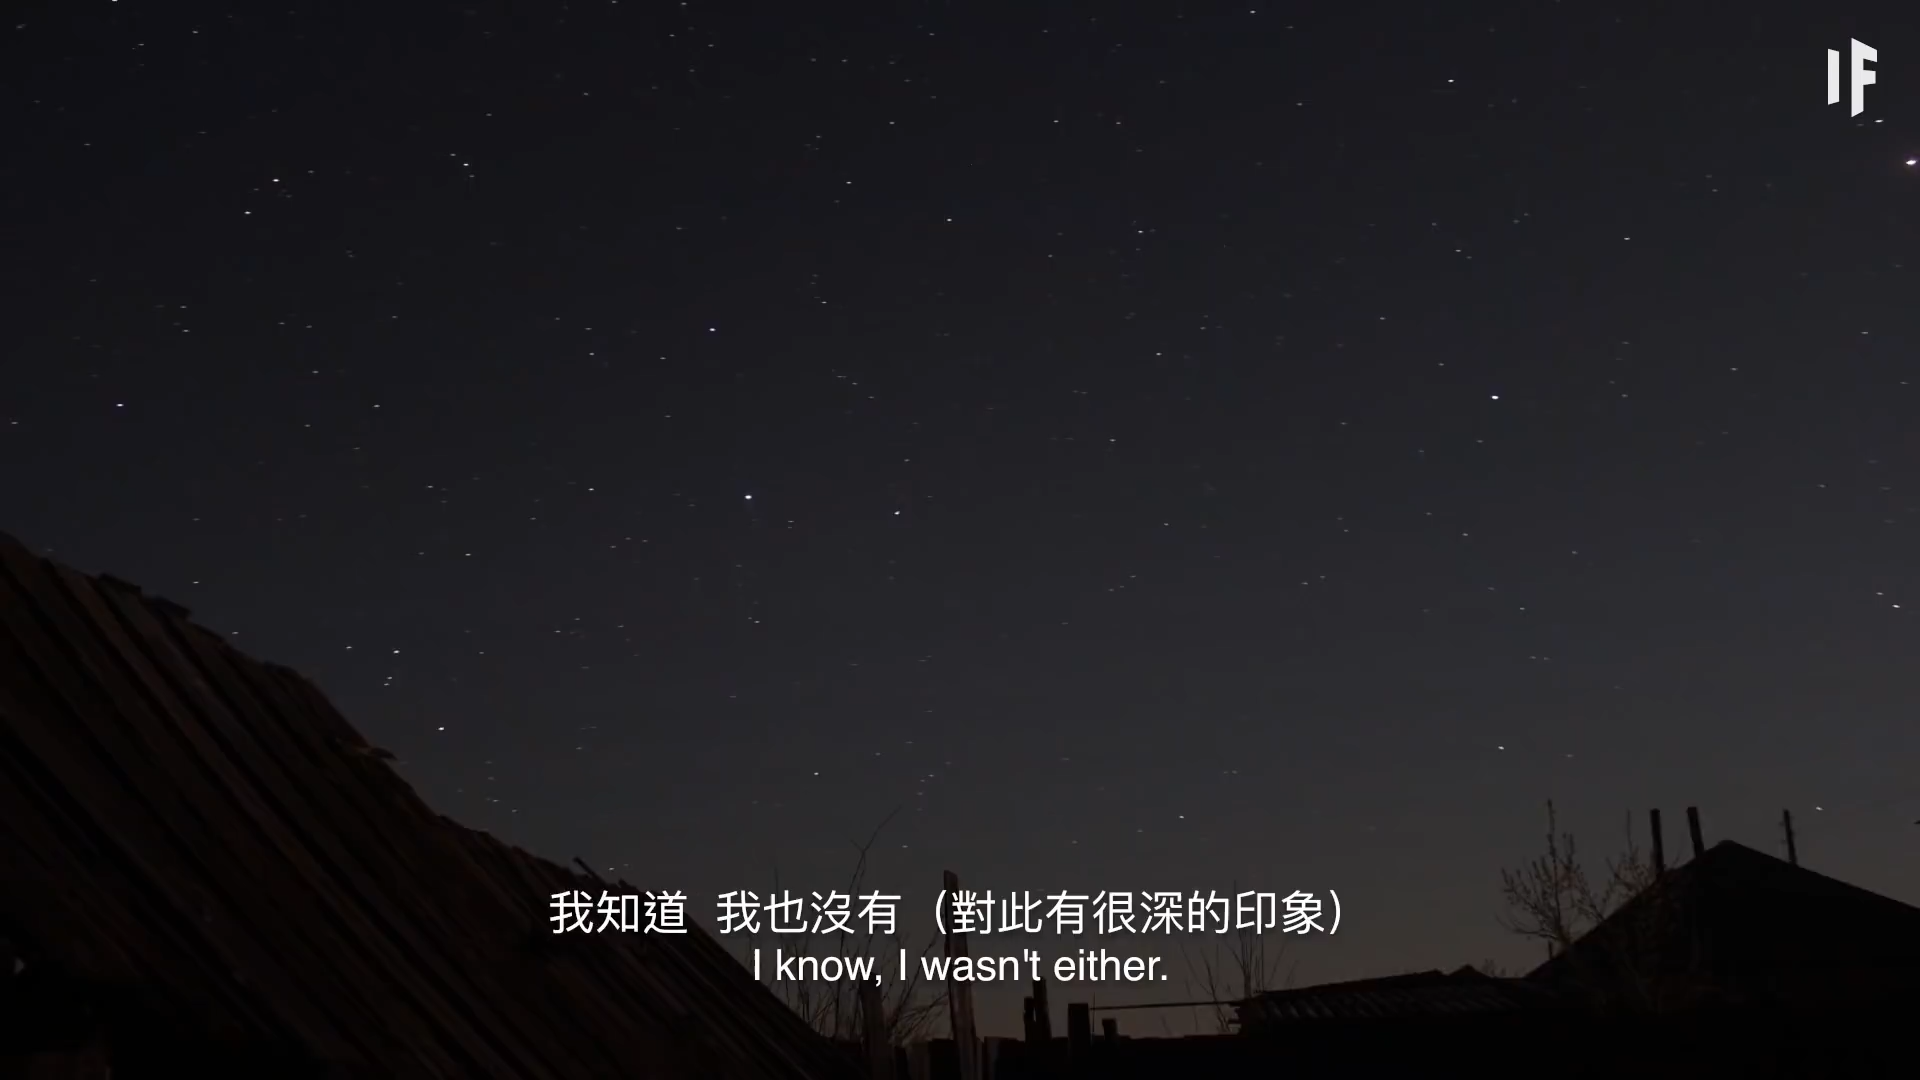 IF
我知道 我也沒有（對此有很深的印象）
I know, I wasn't either.